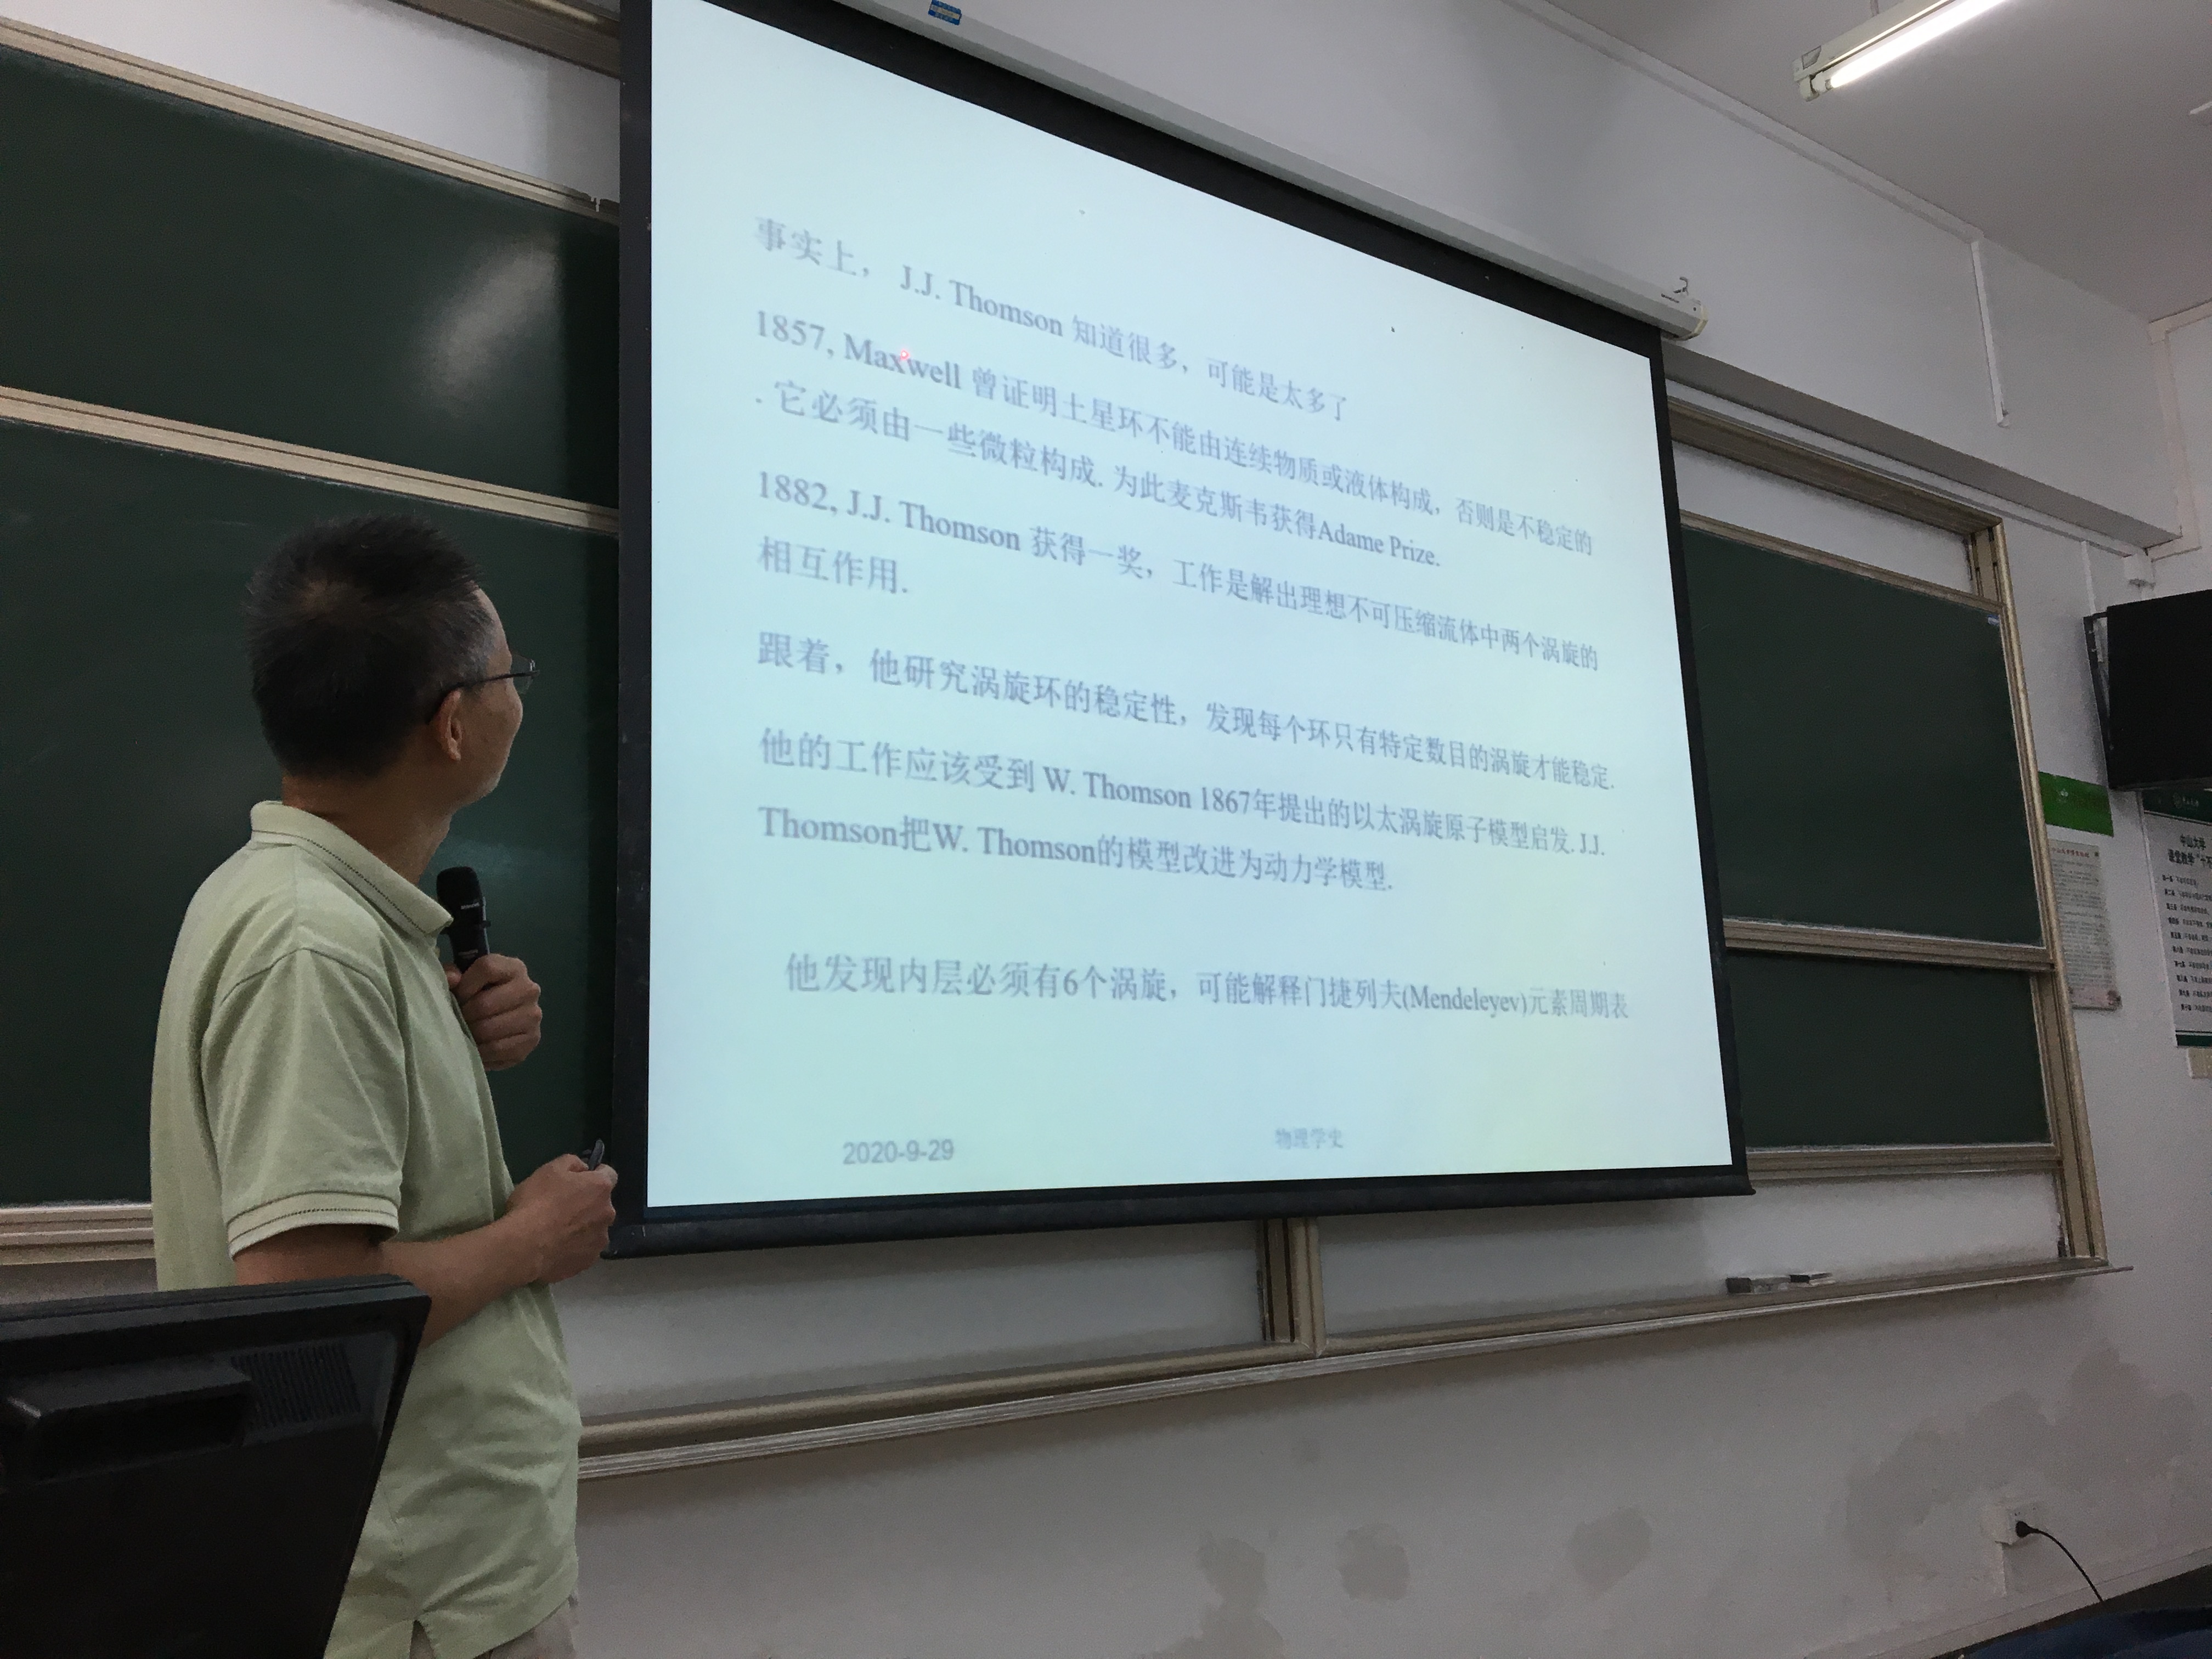 事实上， J.J. Thomson 知道很多，可能是太多了
1857, Maxwell 曾证明土星环不能由连续物质或液体构成，否则是不稳定的
. 它必须由一些微粒构成. 为此麦克斯韦获得Adame Prize.
1882, J.J. Thomson 获得一奖，工作是解出理想不可压缩流体中两个涡旋的
相互作用.
跟着，他研究涡旋环的稳定性，发现每个环只有特定数目的涡旋才能稳定.
他的工作应该受到 W. Thomson 1867年提出的以太涡旋原子模型启发. J.J.
Thomson把W. Thomson的模型改进为动力学模型.
他发现内层必须有6个涡旋，可能解释门捷列夫(Mendeleyev)元素周期表
2020-9-29
物理学史
中山大学